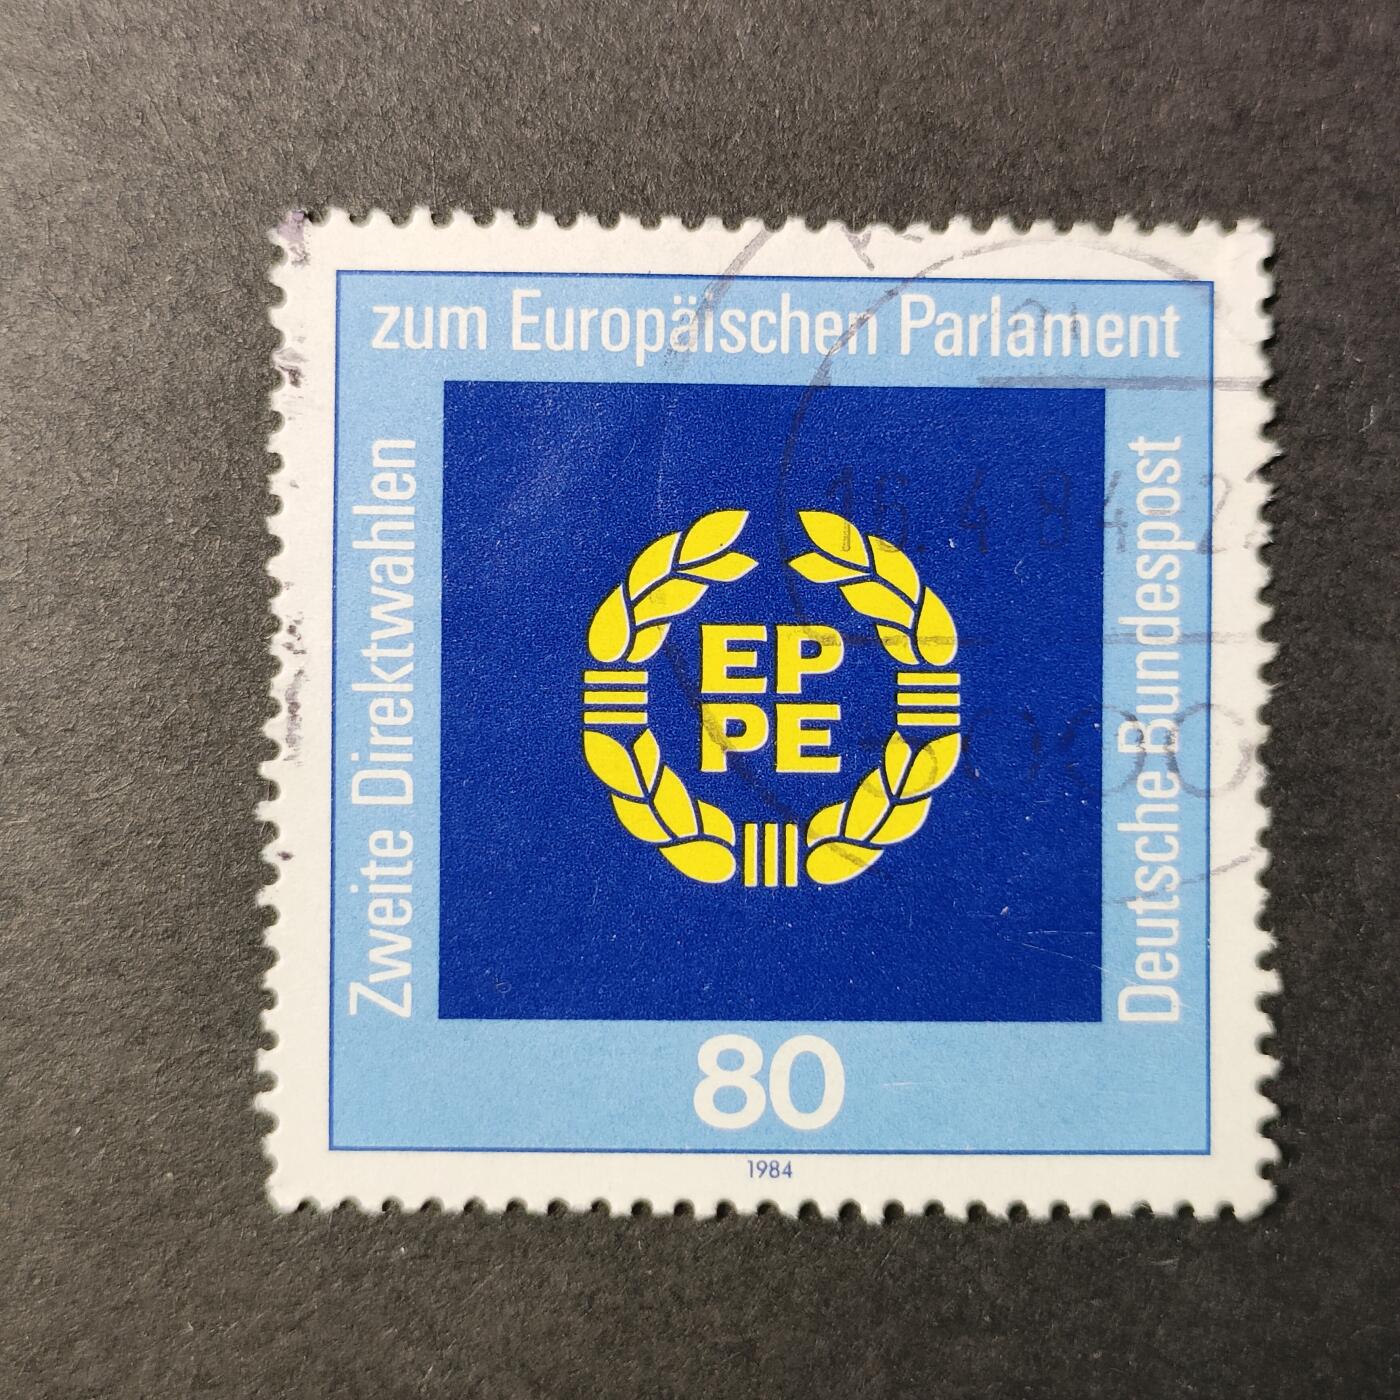 Zweite Direktwahlen
zum Europäischen Parlament
Deutsche Bundespost
EP
PE
80
1984